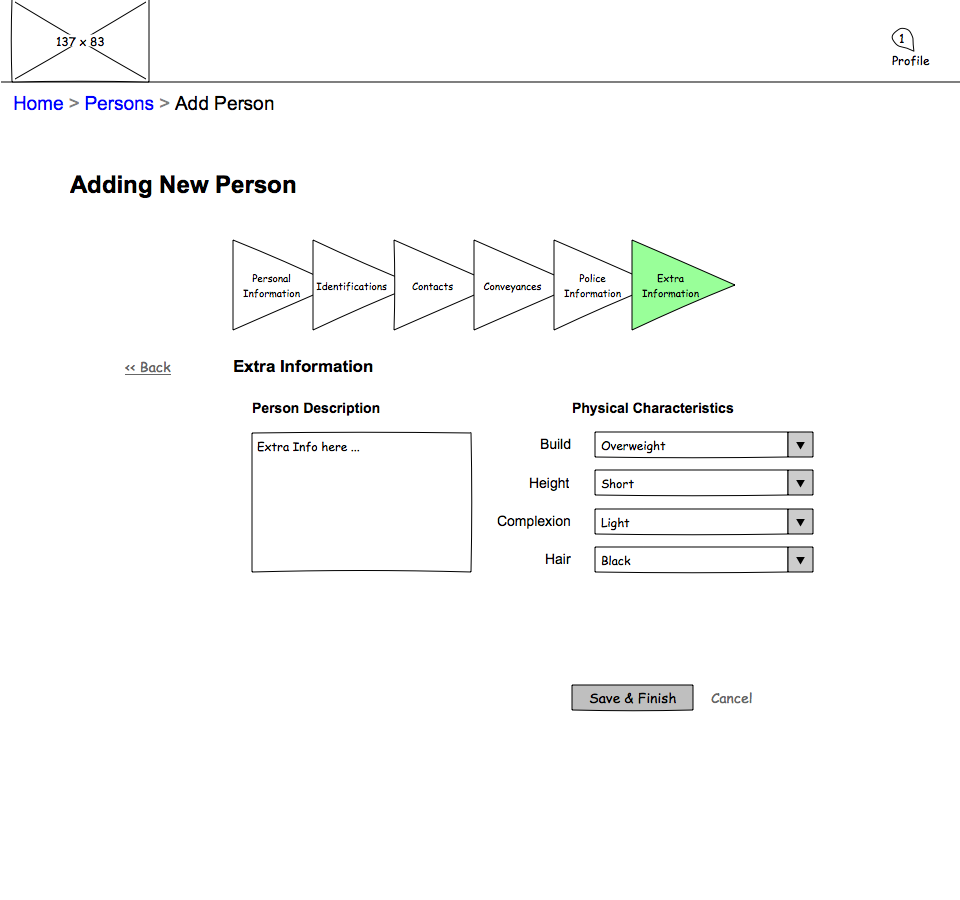 137 x 83
1
Profile
Home > Persons > Add Person
Adding New Person
Personal
Information
Identifications
Contacts
Conveyances
Police
Information
Extra
Information
<< Back
Extra Information
Person Description
Physical Characteristics
Extra Info here ...
Build
Overweight
Height
Short
Complexion
Light
Hair
Black
Save & Finish
Cancel